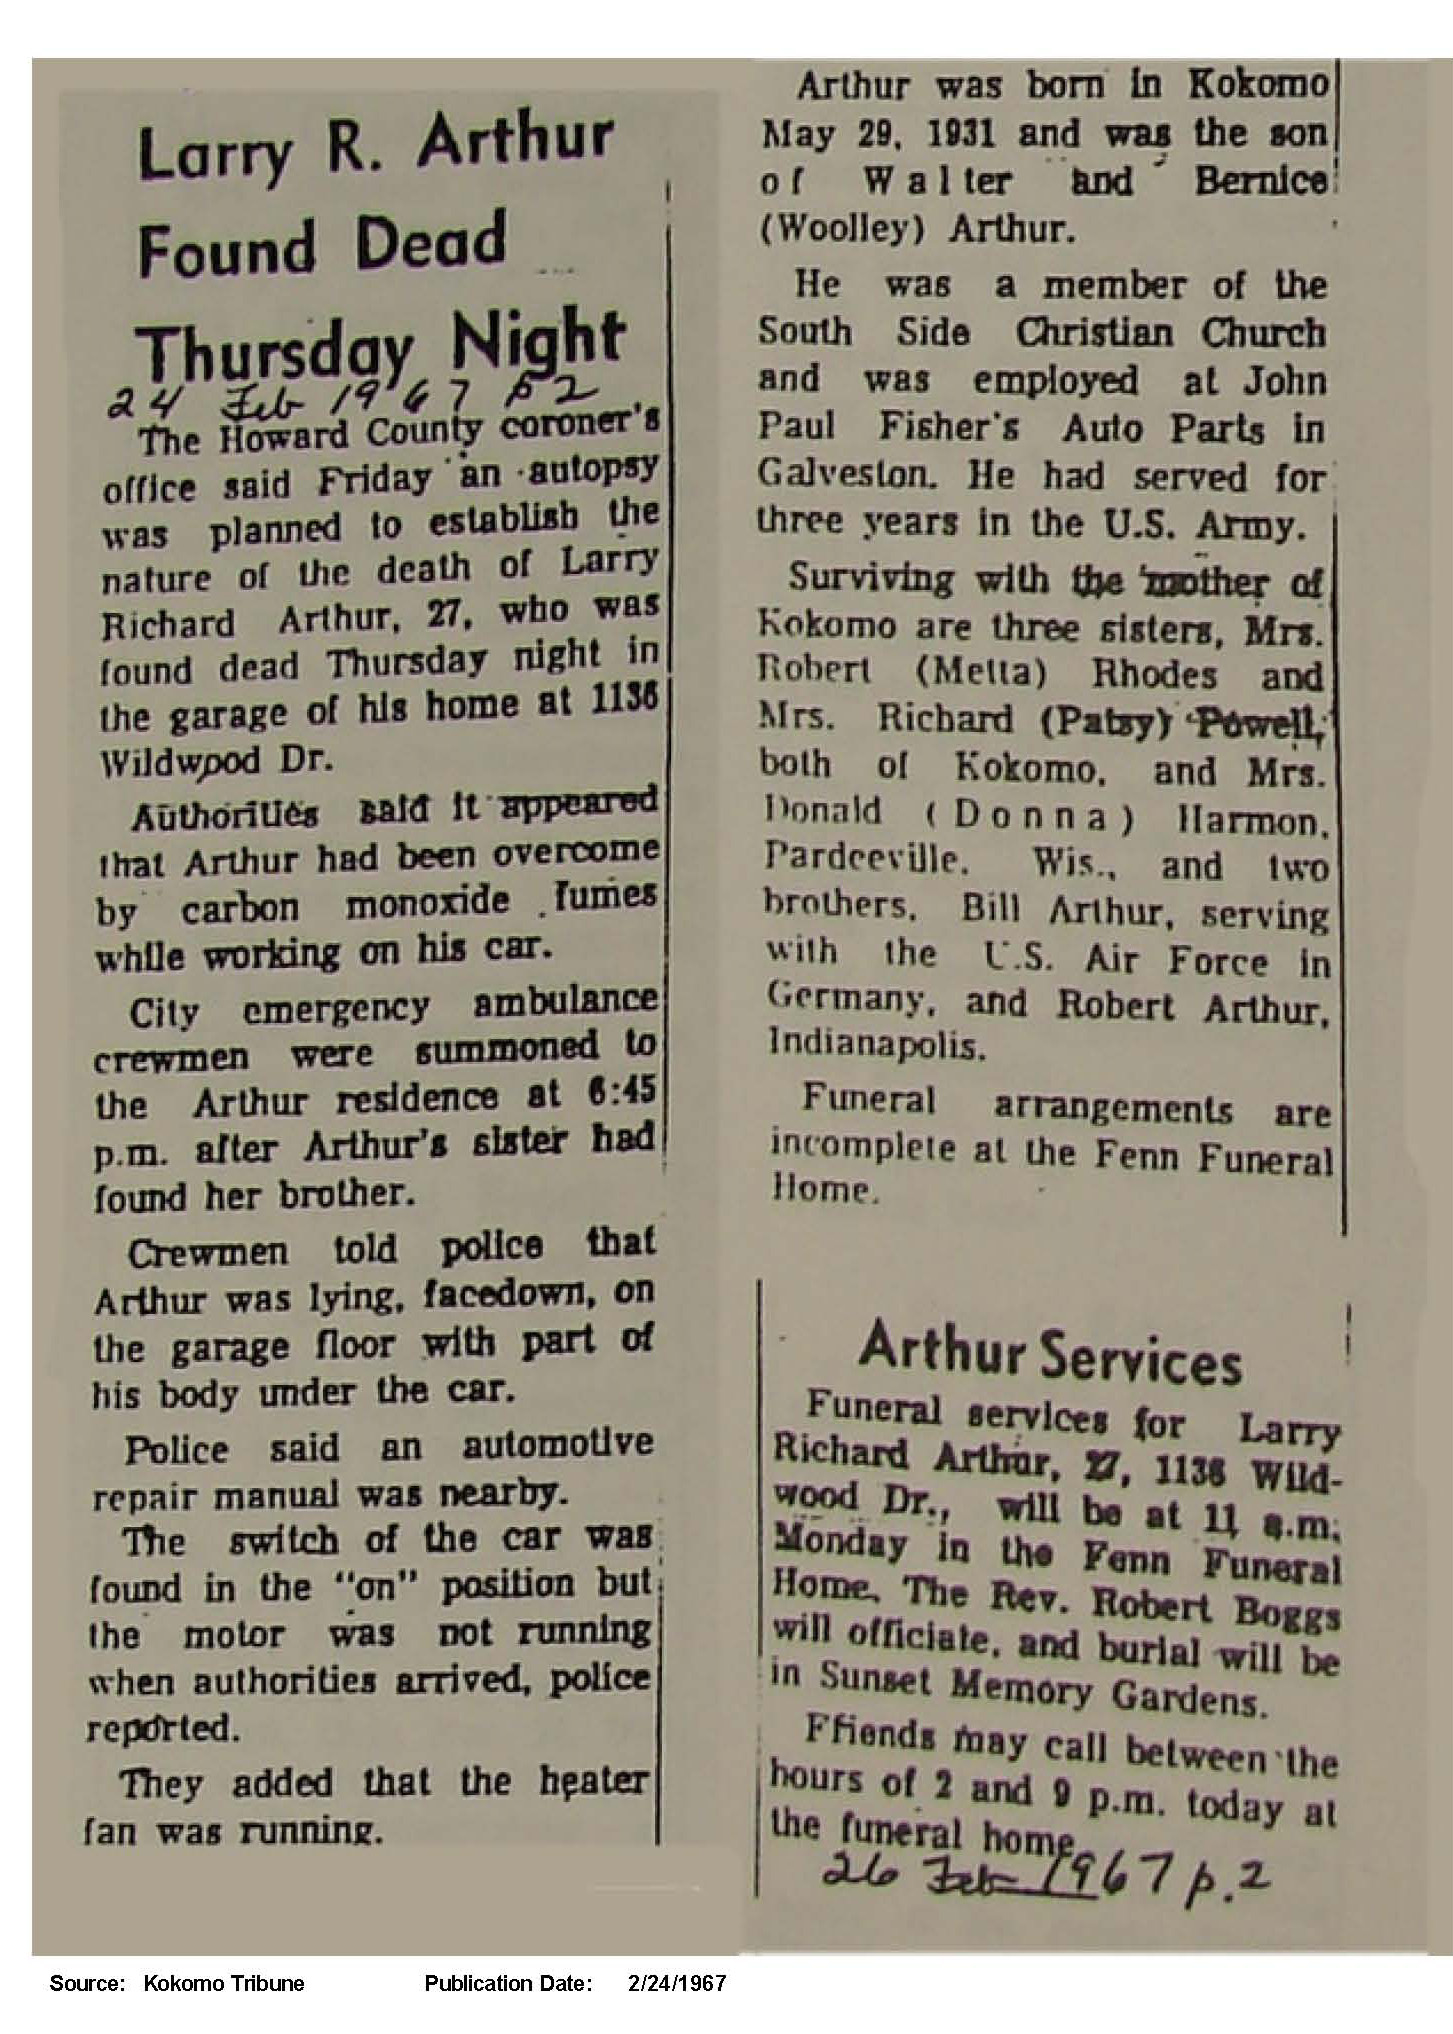 Larry R. Arthur
Found Dead
Thursday Night
24 Feb 1967 p2
The Howard County coroner's
office said Friday an autopsy
was planned to establish the
nature of the death of Larry
Richard Arthur, 27, who was
found dead Thursday night in
the garage of his home at 1136
Wildwood Dr.
Authorities said it appeared
that Arthur had been overcome
by carbon monoxide fumes
while working on his car.
City emergency ambulance
crewmen were summoned to
the Arthur residence at 6:45
p.m. after Arthur's sister had
found her brother.
Crewmen told police that
Arthur was lying, facedown, on
the garage floor with part of
his body under the car.
Police said an automotive
repair manual was nearby.
The switch of the car was
found in the "on" position but
the motor was not running
when authorities arrived, police
reported.
They added that the heater
fan was running.
Arthur was born in Kokomo
May 29, 1931 and was the son
of Walter and Bernice
(Woolley) Arthur.
He was a member of the
South Side Christian Church
and was employed at John
Paul Fisher's Auto Parts in
Galveston. He had served for
three years in the U.S. Army.
Surviving with the mother of
Kokomo are three sisters, Mrs.
Robert (Metta) Rhodes and
Mrs. Richard (Patsy) Powell,
both of Kokomo, and Mrs.
Donald (Donna) Harmon,
Pardeeville, Wis., and two
brothers, Bill Arthur, serving
with the U.S. Air Force in
Germany, and Robert Arthur,
Indianapolis.
Funeral arrangements are
incomplete at the Fenn Funeral
Home.
Arthur Services
Funeral services for Larry
Richard Arthur, 27, 1136 Wild-
wood Dr., will be at 11 a.m.
Monday in the Fenn Funeral
Home. The Rev. Robert Boggs
will officiate, and burial will be
in Sunset Memory Gardens.
Ffiends may call between the
hours of 2 and 9 p.m. today at
the funeral home.
26 Feb 1967 p.2
Source: Kokomo Tribune Publication Date: 2/24/1967